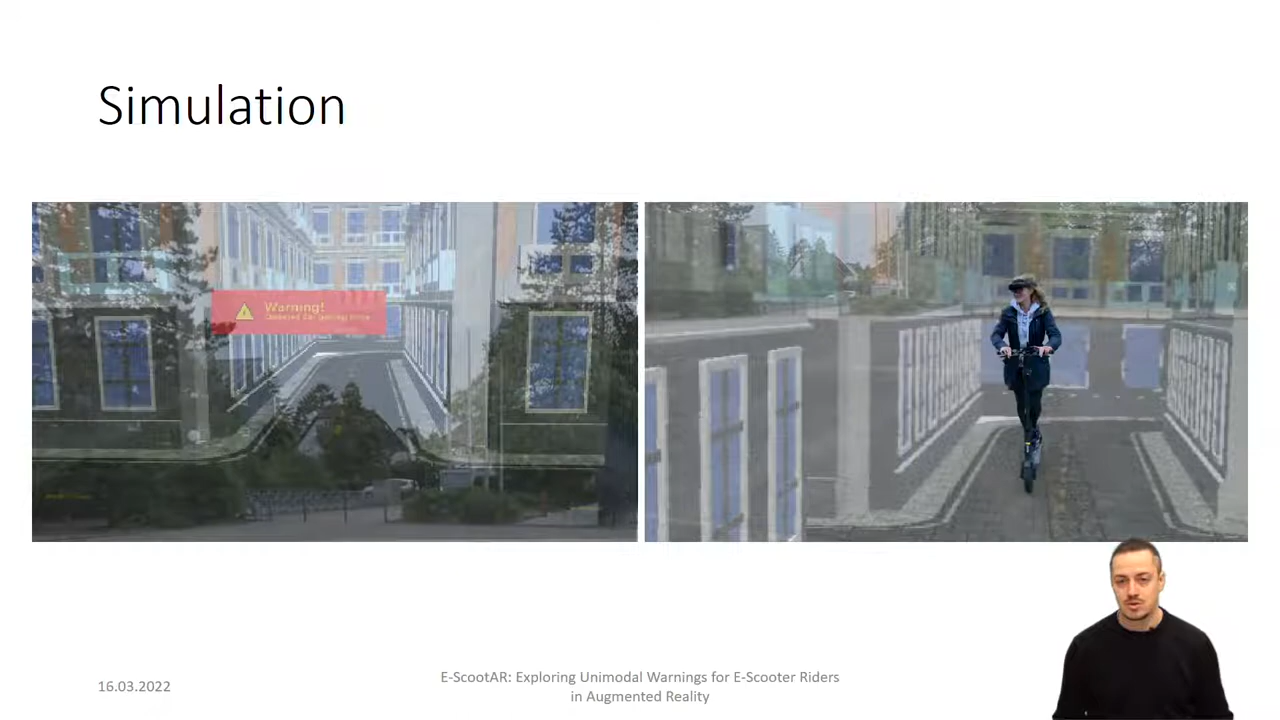 Simulation
Warning!
16.03.2022
E-ScootAR: Exploring Unimodal Warnings for E-Scooter Riders
in Augmented Reality